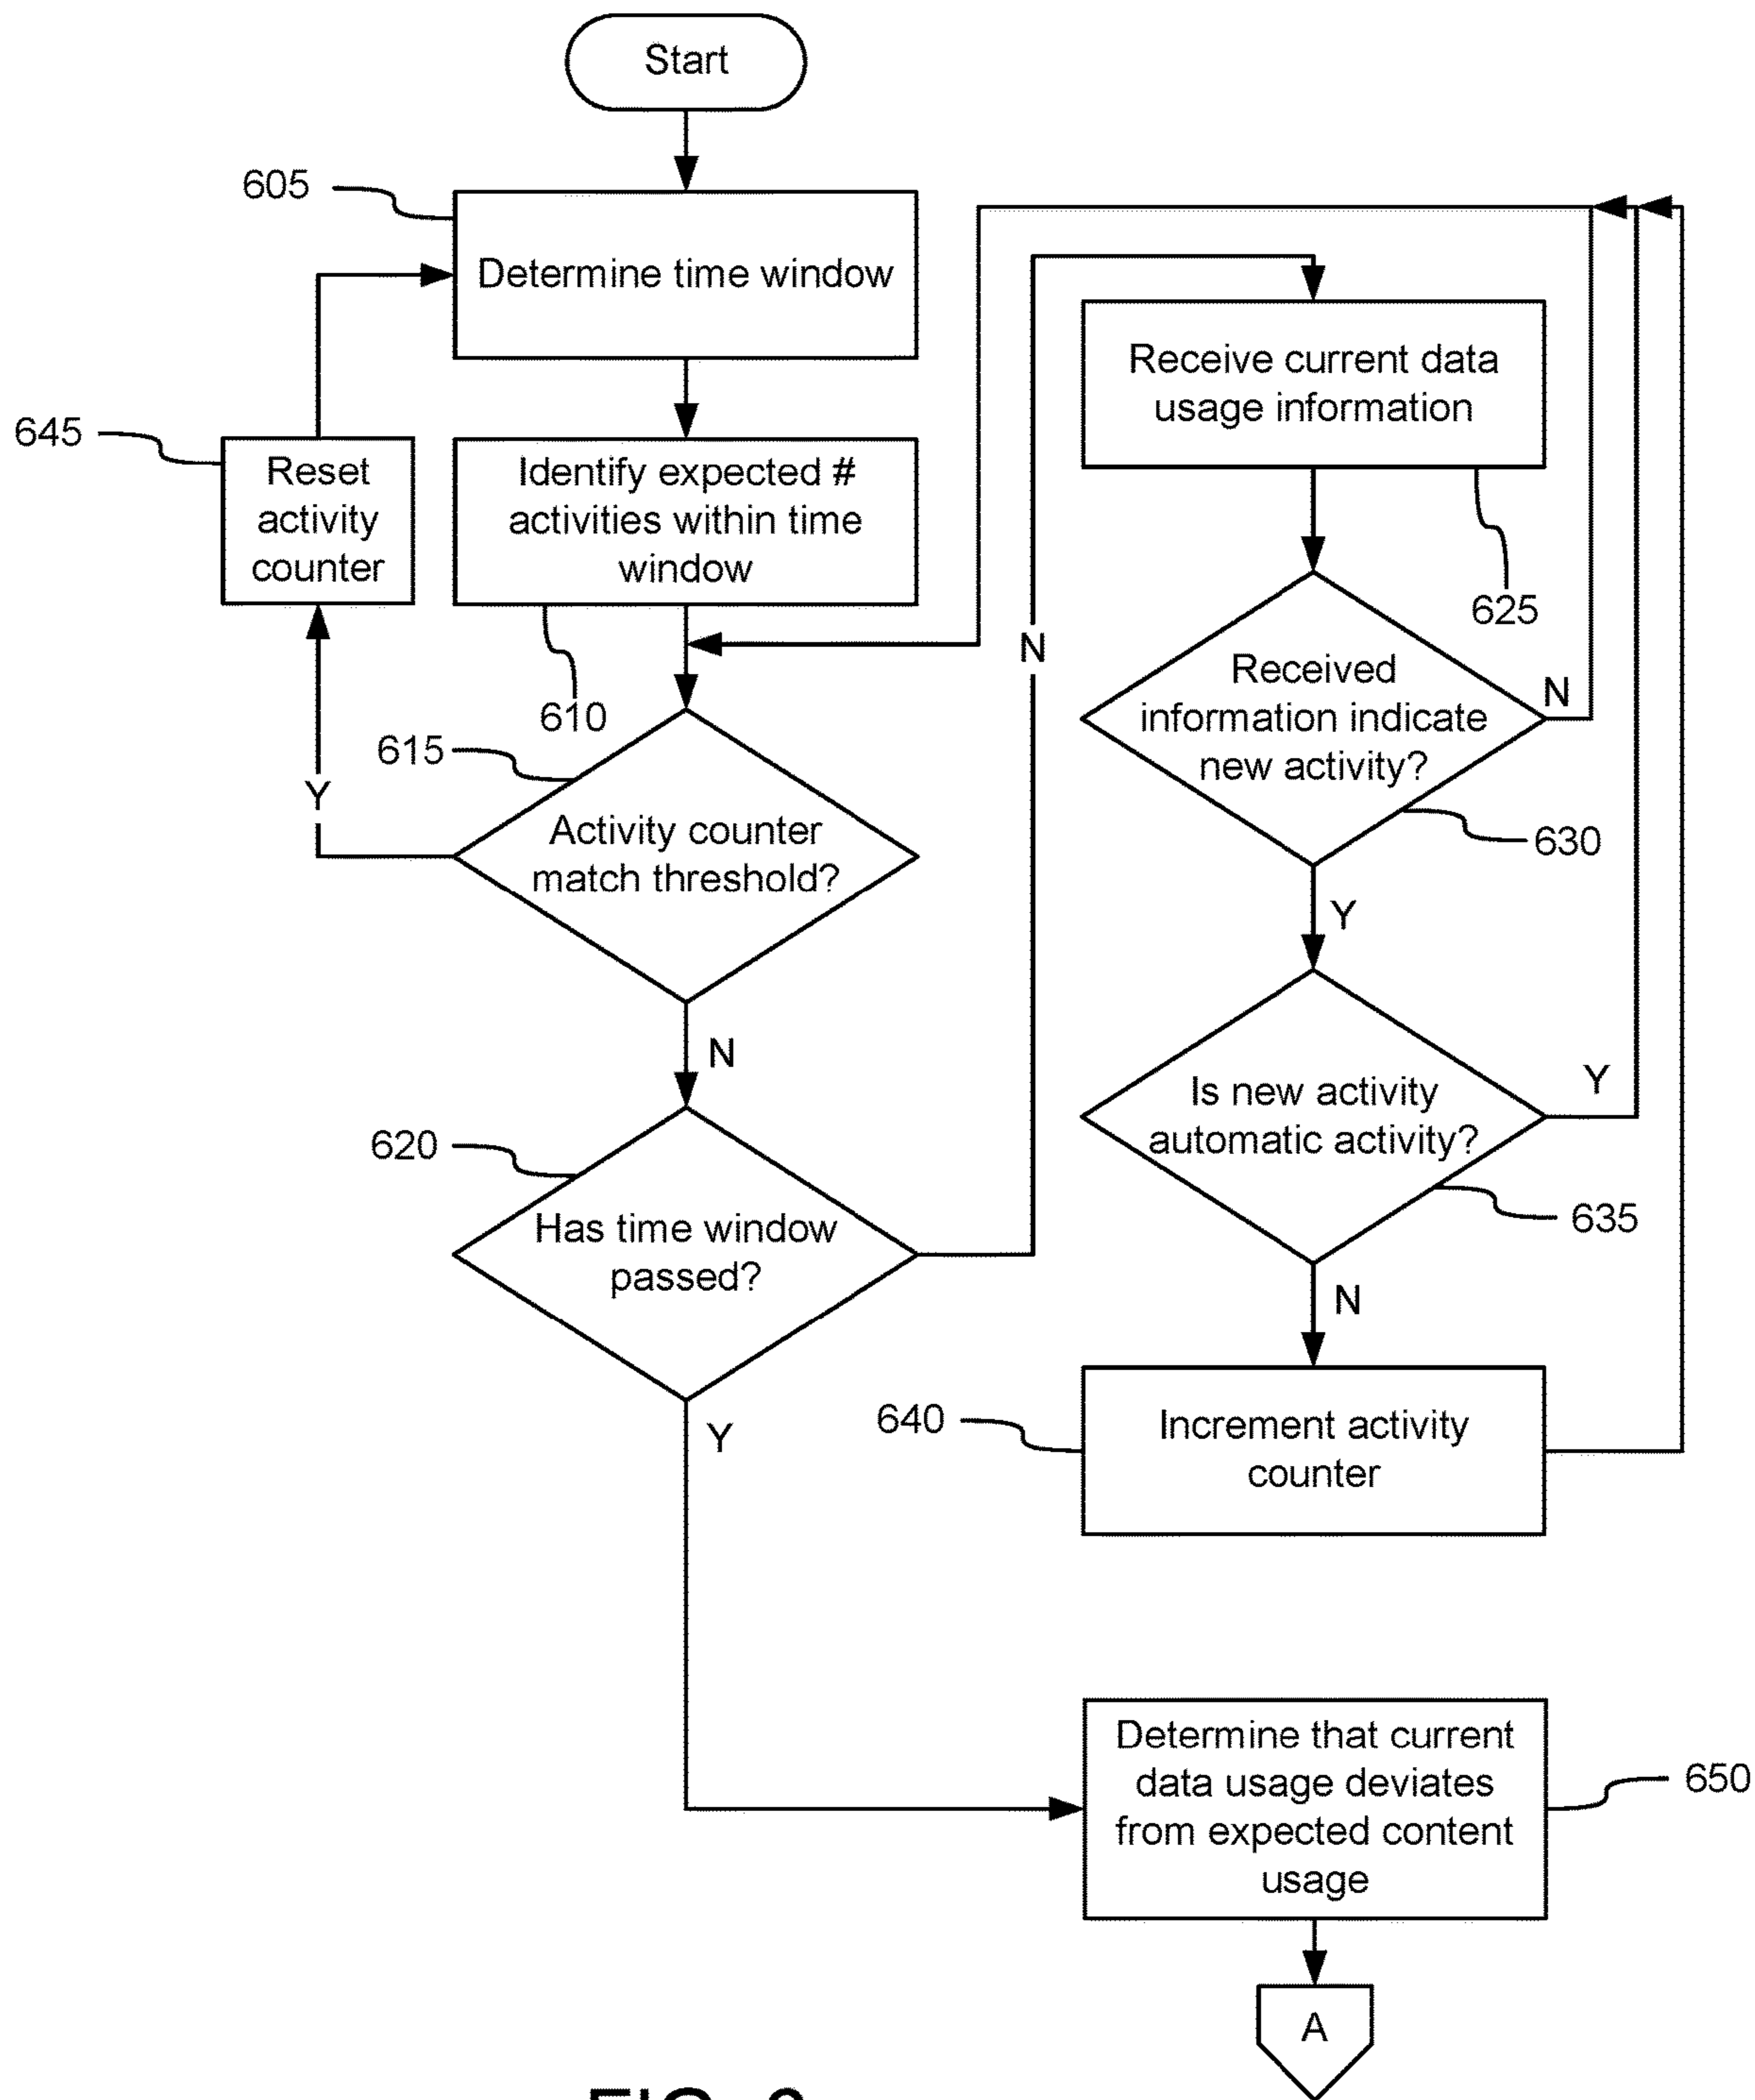 Start
605
Determine time window
645
Reset
activity
counter
Identify expected #
activities within time
window
610
Receive current data
usage information
625
N
Received
information indicate
new activity?
N
630
615
Y
Activity counter
match threshold?
N
Y
Is new activity
automatic activity?
Y
635
620
Has time window
passed?
Y
N
640
Increment activity
counter
Determine that current
data usage deviates
from expected content
usage
650
A